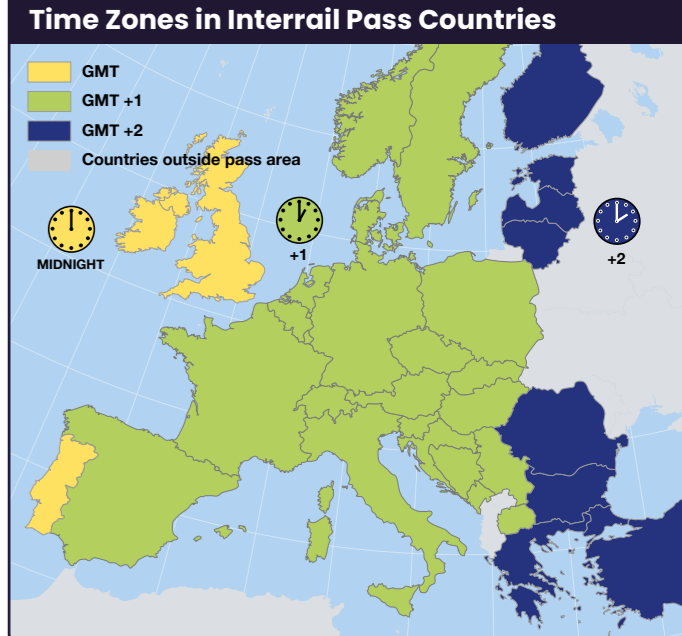 Time Zones in Interrail Pass Countries
GMT
GMT +1
GMT +2
Countries outside pass area
MIDNIGHT
+1
+2